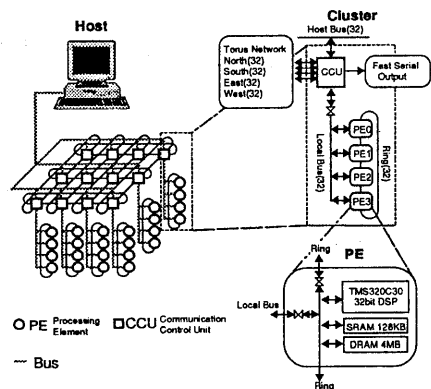 Host
Cluster
Host Bus(32)
Torus Network
North(32)
South(32)
East(32)
West(32)
CCU
Fast Serial
Output
Local Bus(32)
Ring(32)
PE0
PE1
PE2
PE3
PE
Ring
Local Bus
TMS320C30
32bit DSP
SRAM 128KB
DRAM 4MB
Ring
PE Processing
Element
CCU Communication
Control Unit
Bus